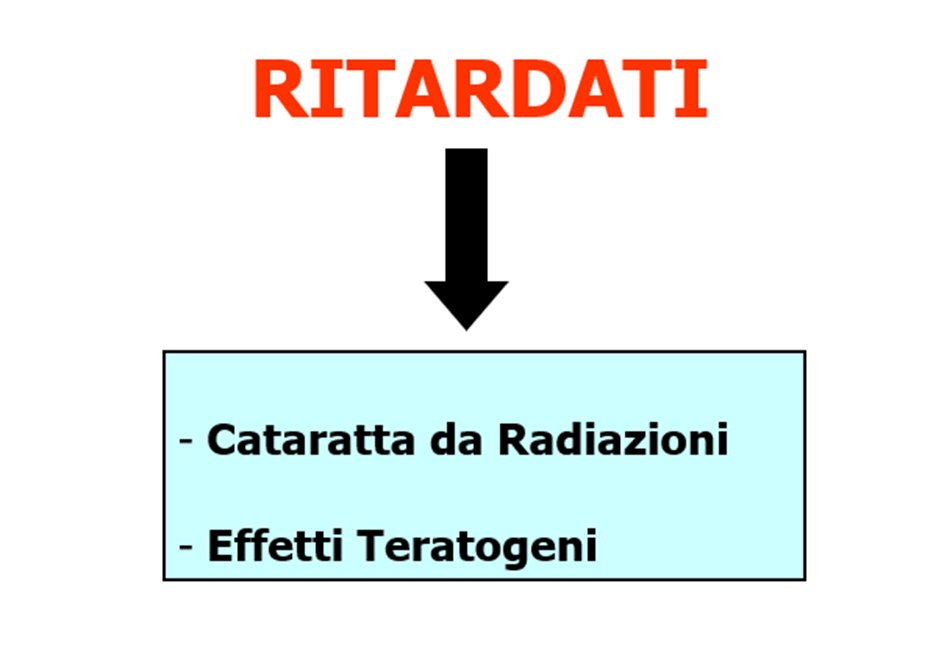 RITARDATI
- Cataratta da Radiazioni
- Effetti Teratogeni